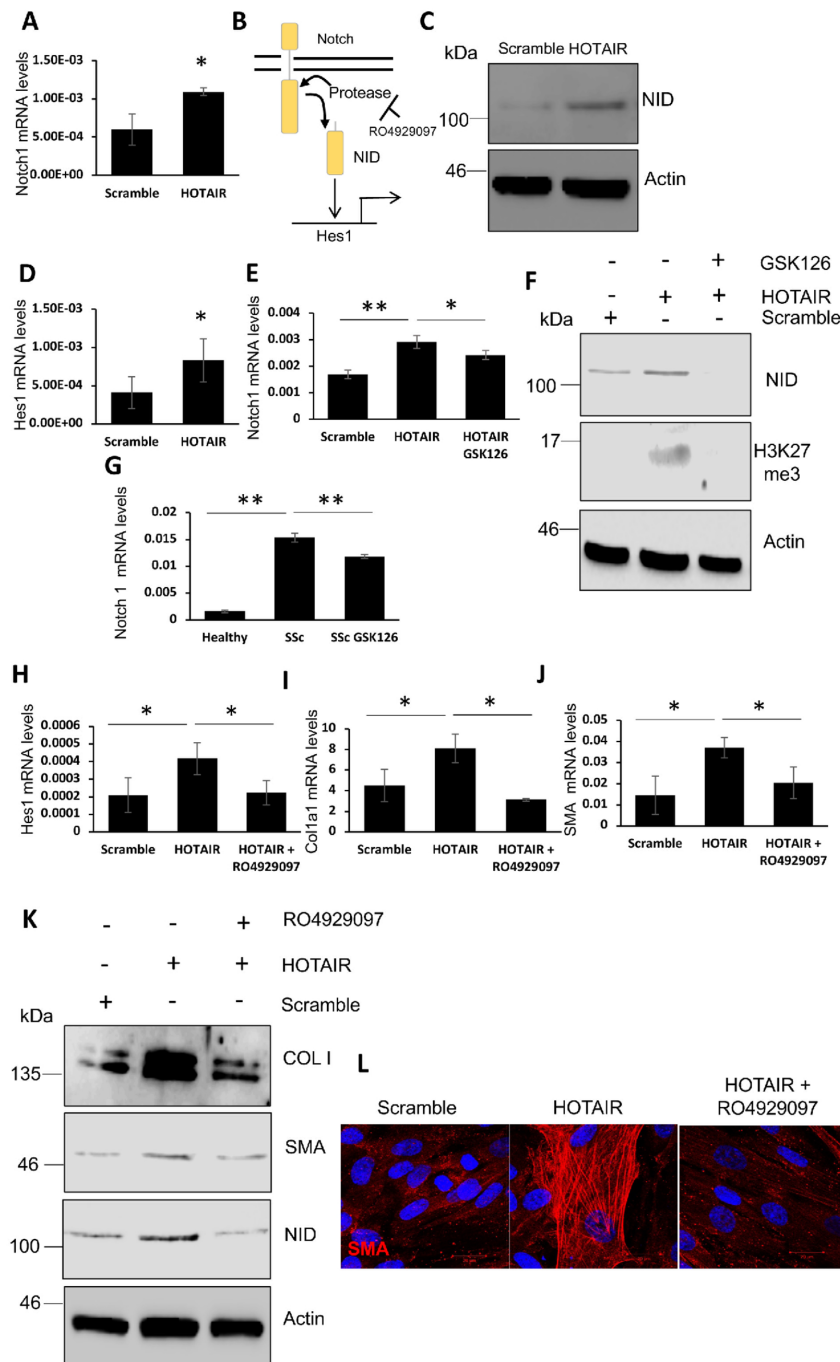 A
Notch1 mRNA levels
1.50E-03
1.00E-03
5.00E-04
0.00E+00
*
Scramble HOTAIR
B
Notch
Protease
RO4929097
NID
Hes1
C
kDa
Scramble HOTAIR
100
NID
46
Actin
D
Hes1 mRNA levels
1.50E-03
1.00E-03
5.00E-04
0.00E+00
*
Scramble HOTAIR
E
Notch1 mRNA levels
0.004
0.003
0.002
0.001
0
** *
Scramble HOTAIR HOTAIR
GSK126
F
- - + GSK126
- + + HOTAIR
kDa + - - Scramble
100 NID
17 H3K27
me3
46 Actin
G
Notch 1 mRNA levels
0.02
0.015
0.01
0.005
0
** **
Healthy SSc SSc GSK126
H
Hes1 mRNA levels
0.0006
0.0005
0.0004
0.0003
0.0002
0.0001
0
* *
Scramble HOTAIR HOTAIR +
RO4929097
I
Col1a1 mRNA levels
10
8
6
4
2
0
* *
Scramble HOTAIR HOTAIR +
RO4929097
J
SMA mRNA levels
0.05
0.04
0.03
0.02
0.01
0
* *
Scramble HOTAIR HOTAIR +
RO4929097
K
- - + RO4929097
- + + HOTAIR
+ - - Scramble
kDa
135 COL I
46 SMA
100 NID
46 Actin
L
Scramble HOTAIR HOTAIR +
RO4929097
SMA